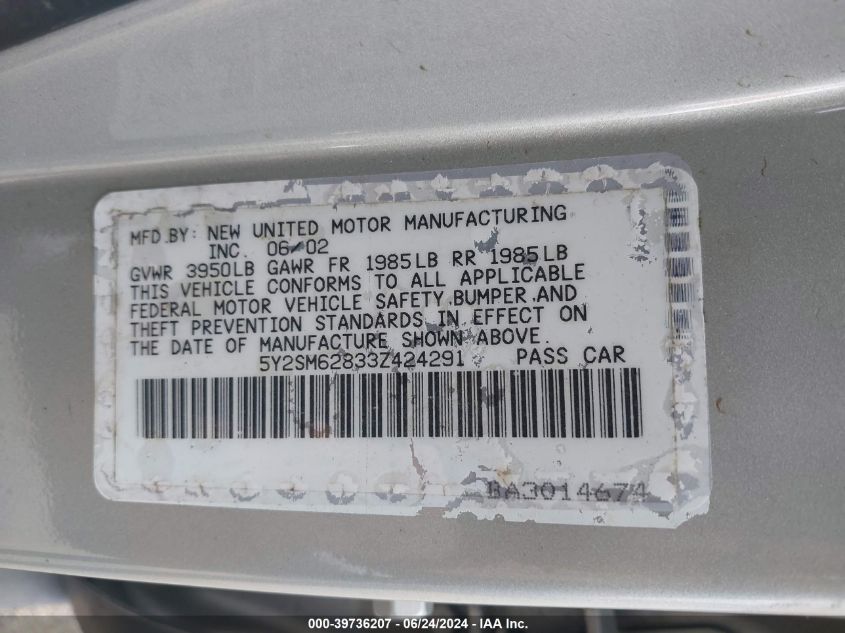 MFD.BY: NEW UNITED MOTOR MANUFACTURING
INC. 06-02
GVWR 3950LB GAWR FR 1985LB RR 1985LB
THIS VEHICLE CONFORMS TO ALL APPLICABLE
FEDERAL MOTOR VEHICLE SAFETY,BUMPER,AND
THEFT PREVENTION STANDARDS IN EFFECT ON
THE DATE OF MANUFACTURE SHOWN ABOVE.
5Y2SM62833Z424291 PASS CAR
BA3014674
000-39736207 - 06/24/2024 - IAA Inc.